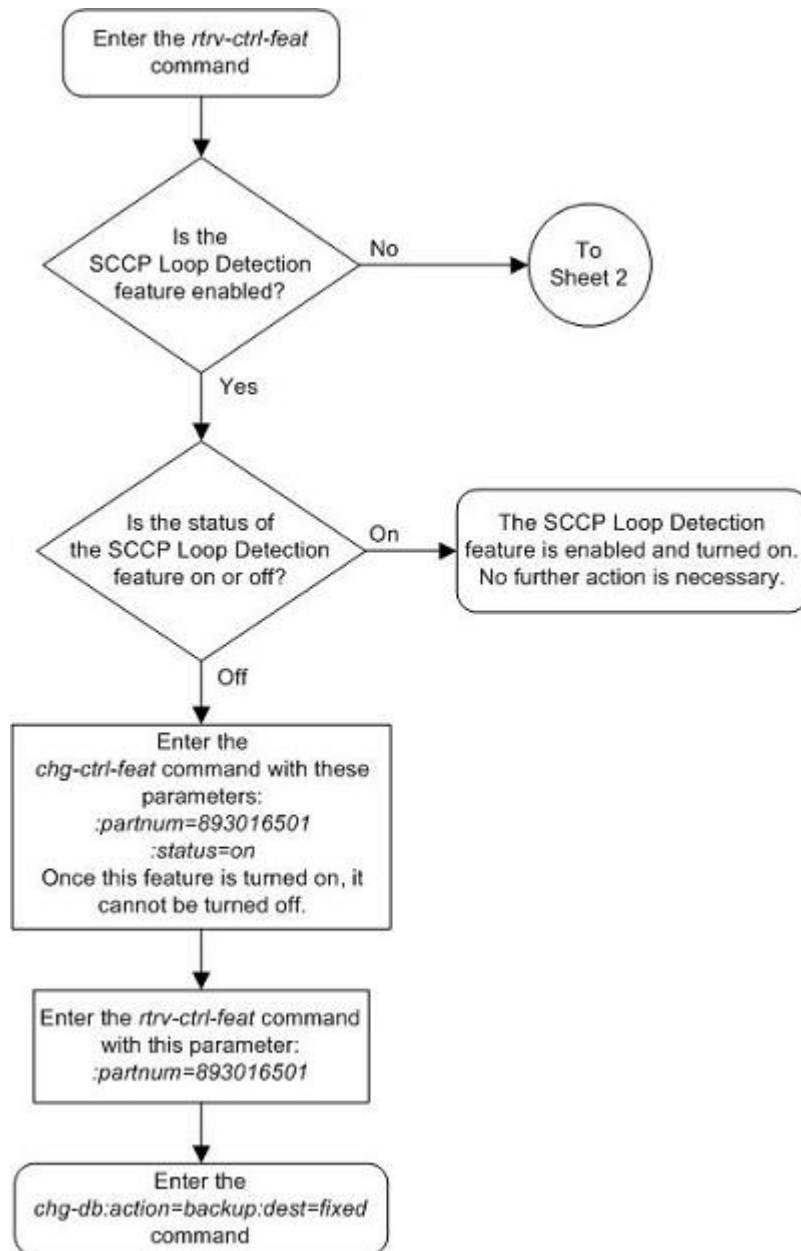 Enter the rtrv-ctrl-feat
command
Is the
SCCP Loop Detection
feature enabled?
No
To
Sheet 2
Yes
Is the status of
the SCCP Loop Detection
feature on or off?
On
The SCCP Loop Detection
feature is enabled and turned on.
No further action is necessary.
Off
Enter the
chg-ctrl-feat command with these
parameters:
:partnum=893016501
:status=on
Once this feature is turned on, it
cannot be turned off.
Enter the rtrv-ctrl-feat command
with this parameter:
:partnum=893016501
Enter the
chg-db:action=backup:dest=fixed
command